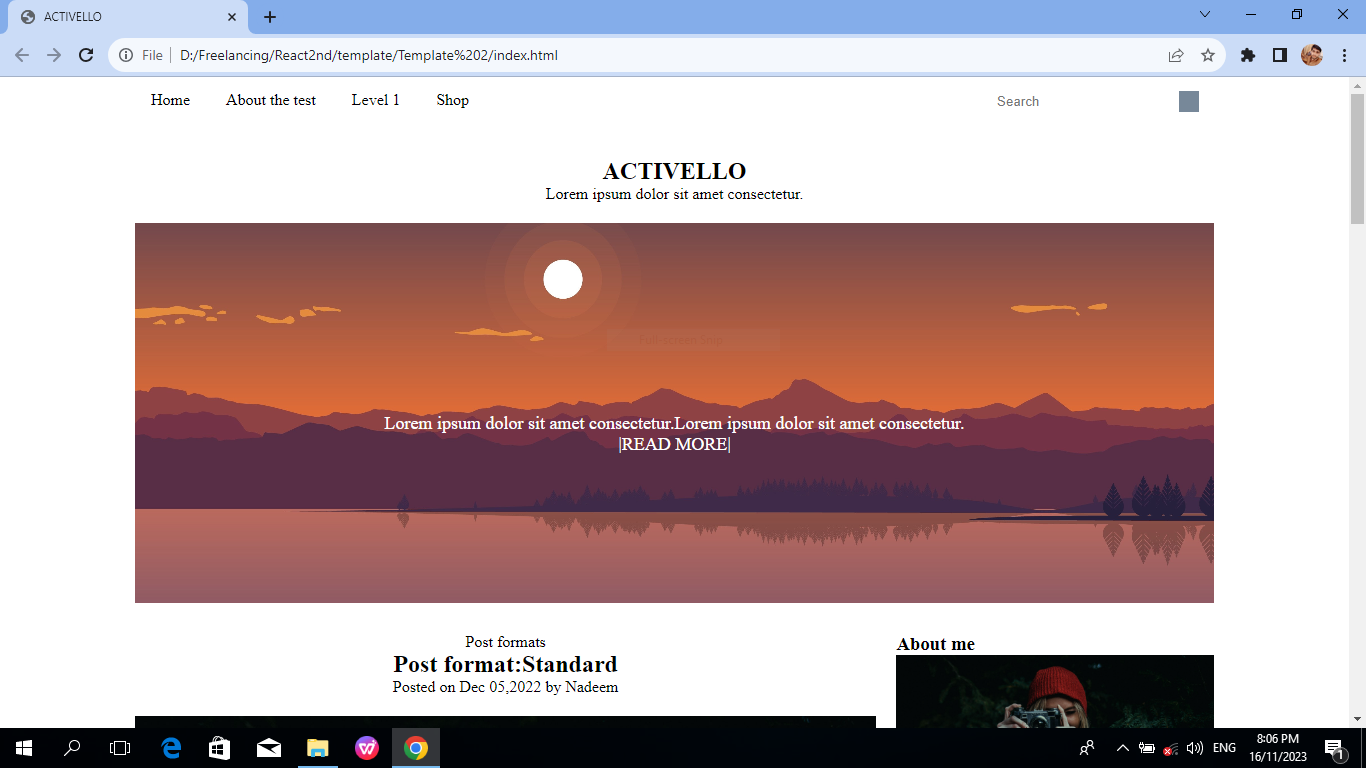 ACTIVELLO
File D:/Freelancing/React2nd/template/Template%202/index.html
Home About the test Level 1 Shop Search
ACTIVELLO
Lorem ipsum dolor sit amet consectetur.
Lorem ipsum dolor sit amet consectetur.Lorem ipsum dolor sit amet consectetur.
|READ MORE|
Post formats
Post format:Standard
Posted on Dec 05,2022 by Nadeem
About me
ENG
8:06 PM
16/11/2023
1